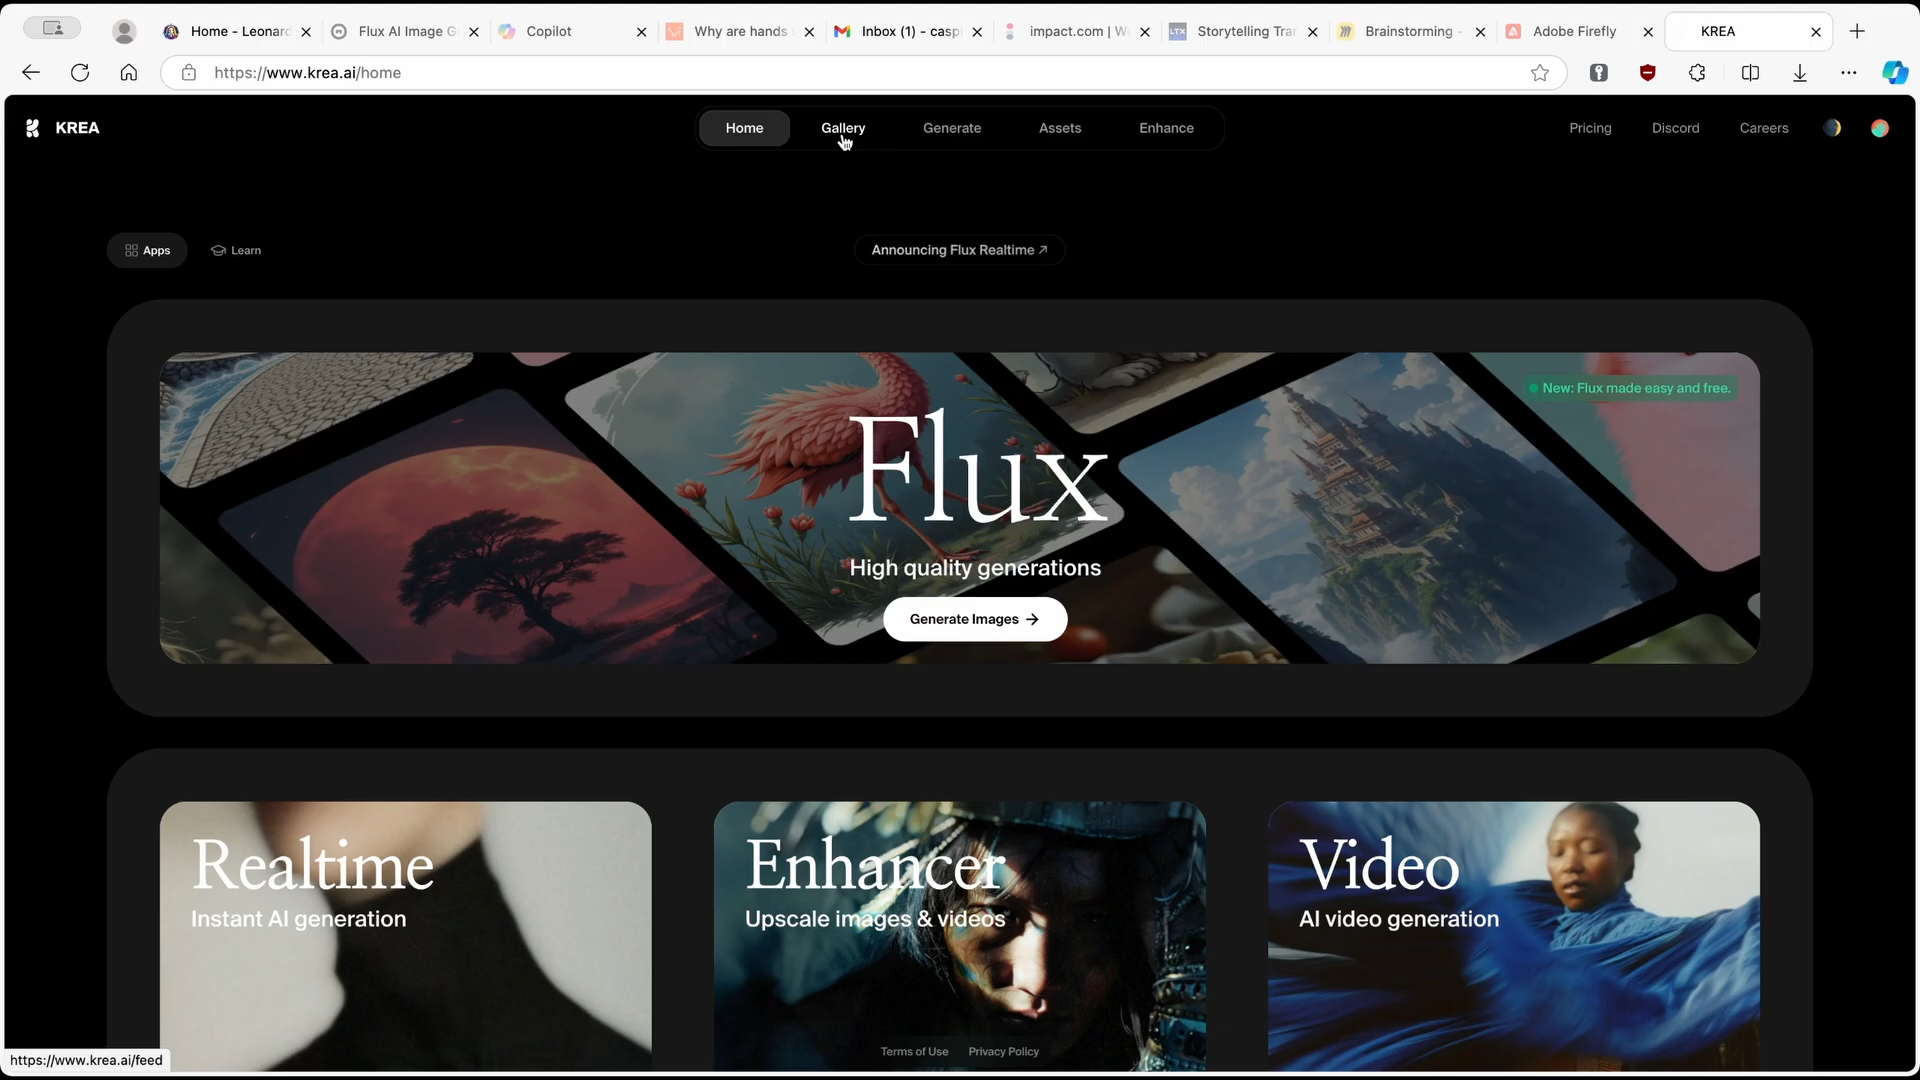 Home - Leonard
Flux AI Image G
Copilot
Why are hands
Inbox (1) - casp
impact.com | W
LTX
Storytelling Tra
Brainstorming -
Adobe Firefly
KREA
https://www.krea.ai/home
KREA
Home
Gallery
Generate
Assets
Enhance
Pricing
Discord
Careers
Apps
Learn
Announcing Flux Realtime ↗
New: Flux made easy and free.
Flux
High quality generations
Generate Images →
Realtime
Instant AI generation
Enhancer
Upscale images & videos
Video
AI video generation
Terms of Use
Privacy Policy
https://www.krea.ai/feed